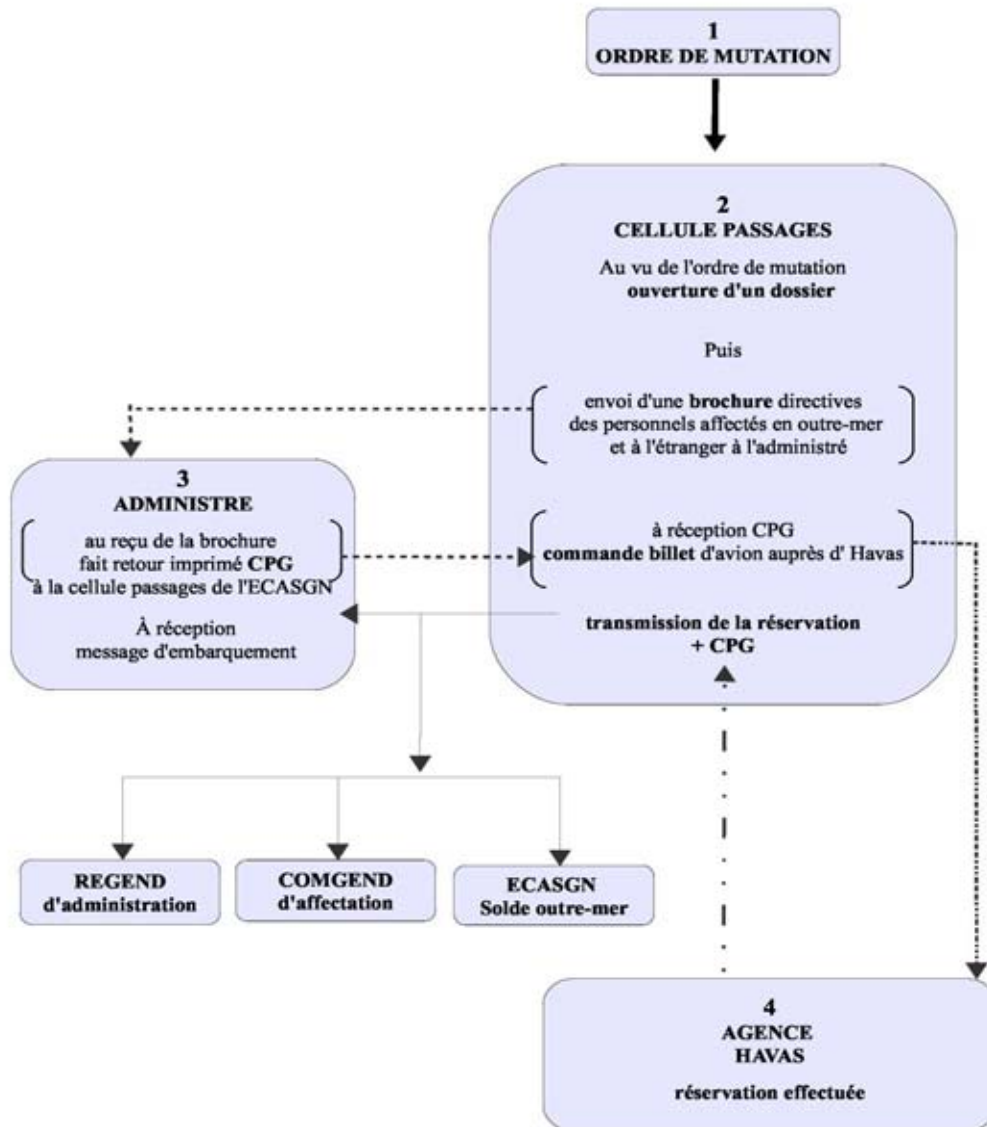 1
ORDRE DE MUTATION
2
CELLULE PASSAGES
Au vu de l'ordre de mutation
ouverture d'un dossier
Puis
envoi d'une brochure directives
des personnels affectés en outre-mer
et à l'étranger à l'administré
3
ADMINISTRE
au reçu de la brochure
fait retour imprimé CPG
à la cellule passages de l'ECASGN
À réception
message d'embarquement
à réception CPG
commande billet d'avion auprès d' Havas
transmission de la réservation
+ CPG
REGEND
d'administration
COMGEND
d'affectation
ECASGN
Solde outre-mer
4
AGENCE
HAVAS
réservation effectuée